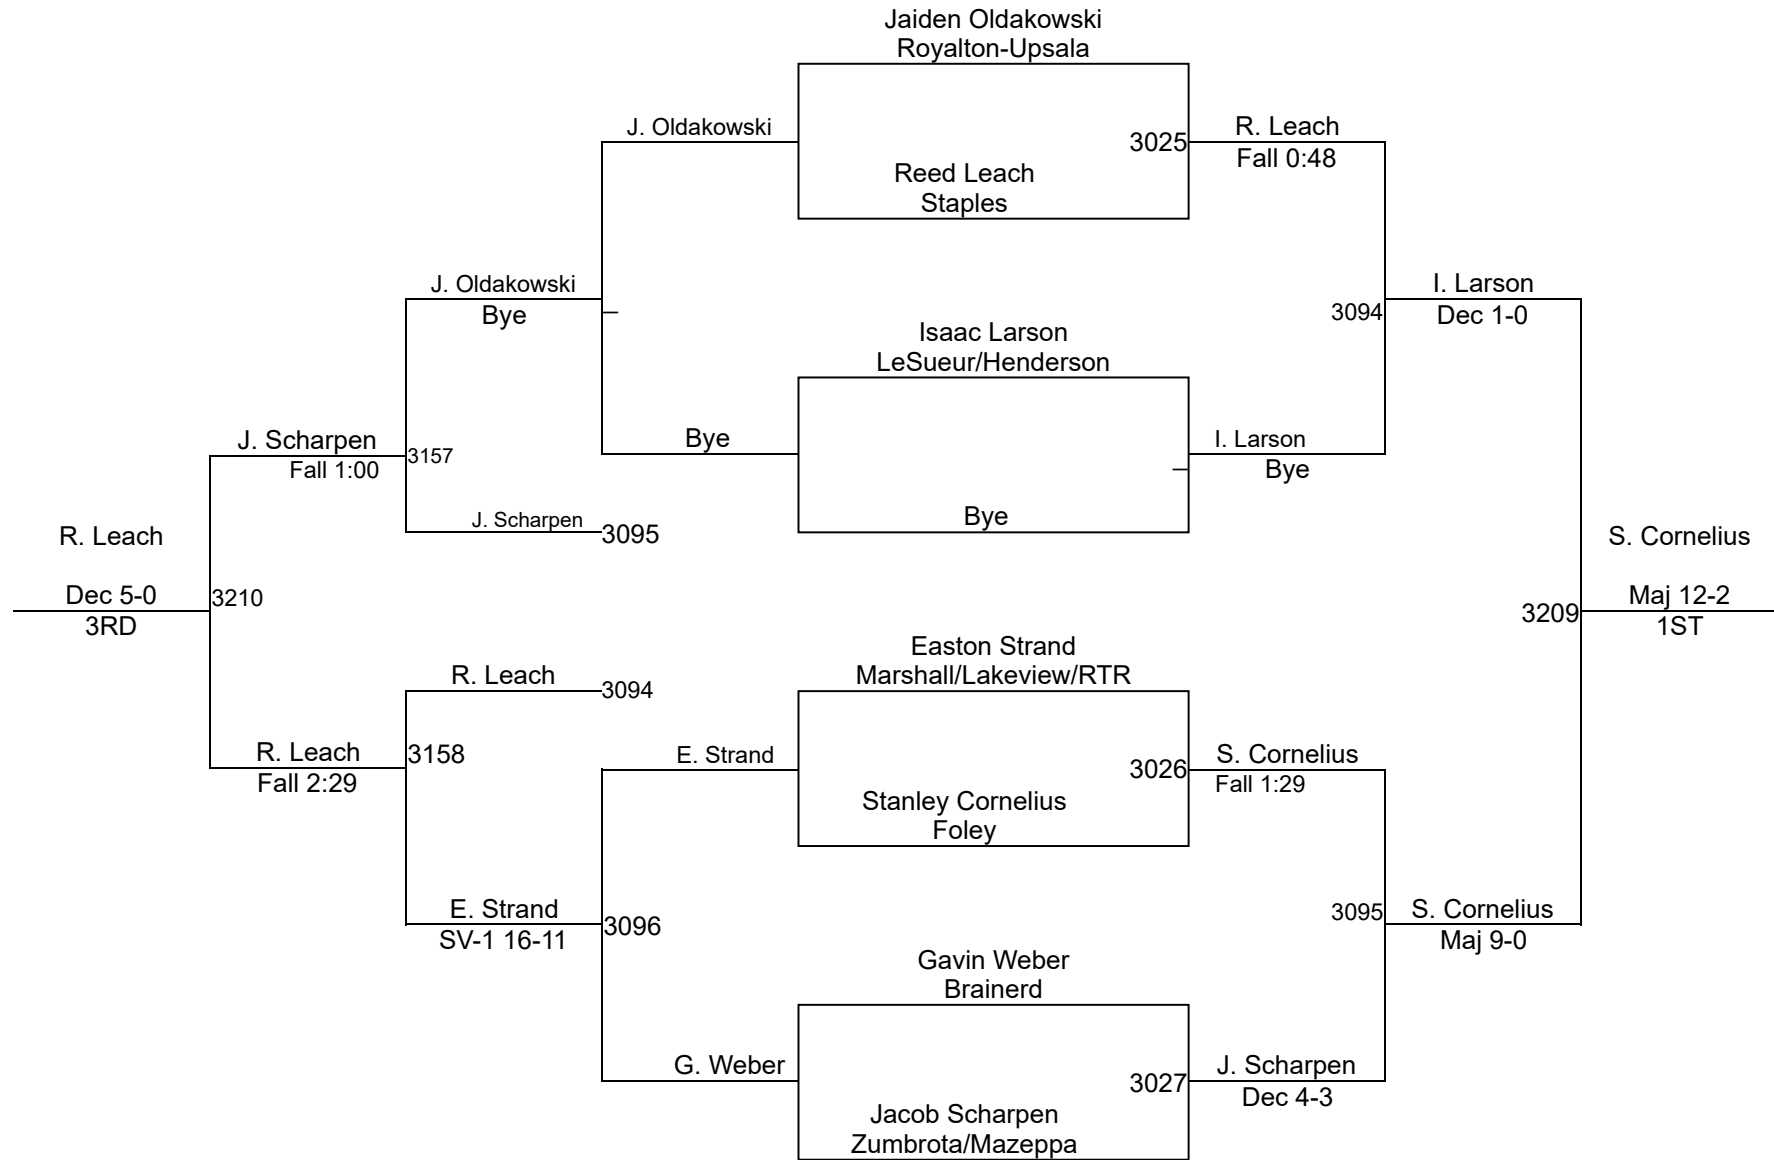 Jaiden Oldakowski
Royalton-Upsala
J. Oldakowski
3025
R. Leach
Fall 0:48
Reed Leach
Staples
J. Oldakowski
Bye
3094
I. Larson
Dec 1-0
Isaac Larson
LeSueur/Henderson
J. Scharpen
Fall 1:00
3157
Bye
I. Larson
Bye
J. Scharpen
3095
Bye
R. Leach
Dec 5-0
3RD
3210
S. Cornelius
3209
Maj 12-2
1ST
Easton Strand
Marshall/Lakeview/RTR
R. Leach
3094
R. Leach
Fall 2:29
3158
E. Strand
3026
S. Cornelius
Fall 1:29
Stanley Cornelius
Foley
E. Strand
SV-1 16-11
3096
3095
S. Cornelius
Maj 9-0
Gavin Weber
Brainerd
G. Weber
3027
J. Scharpen
Dec 4-3
Jacob Scharpen
Zumbrota/Mazeppa